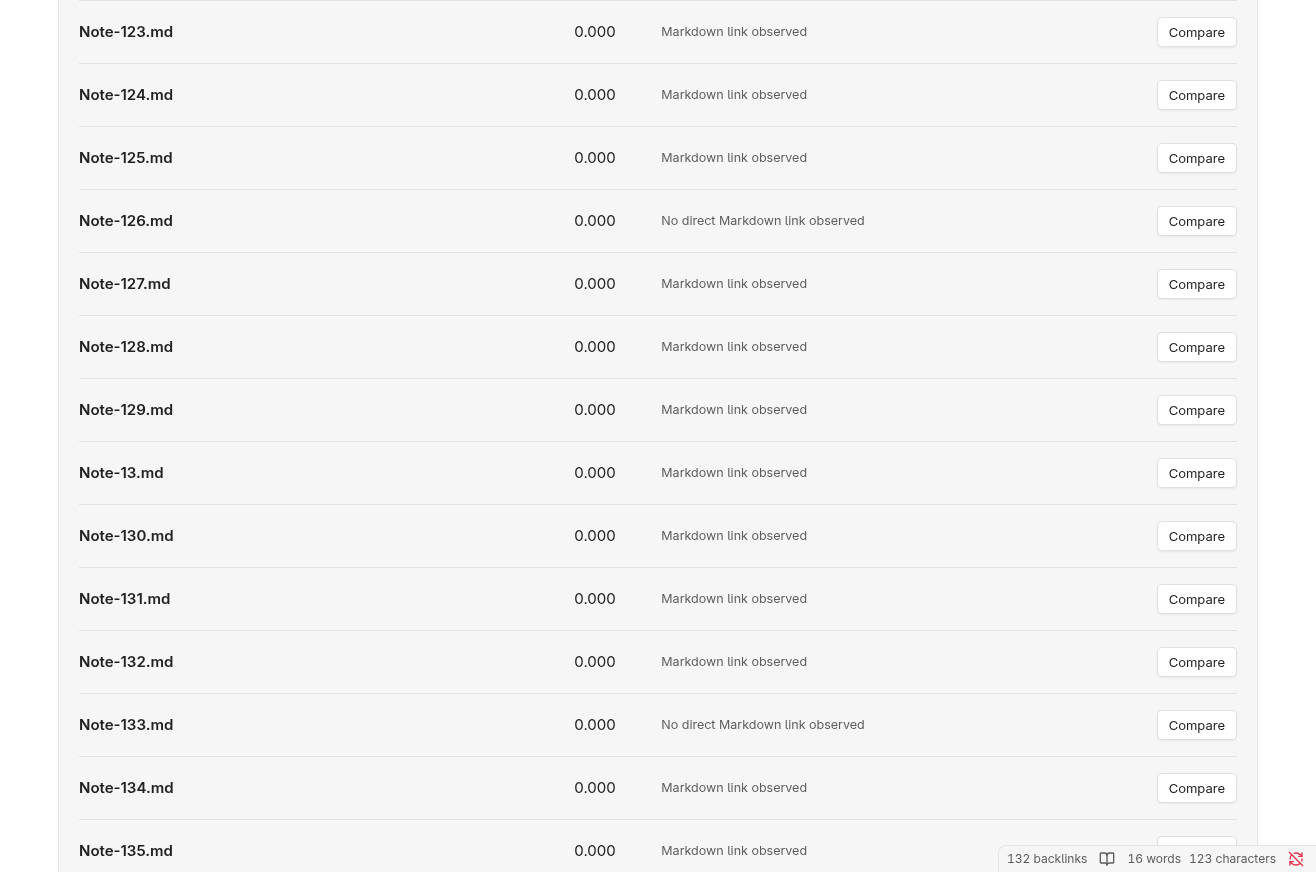 Note-123.md 0.000 Markdown link observed Compare
Note-124.md 0.000 Markdown link observed Compare
Note-125.md 0.000 Markdown link observed Compare
Note-126.md 0.000 No direct Markdown link observed Compare
Note-127.md 0.000 Markdown link observed Compare
Note-128.md 0.000 Markdown link observed Compare
Note-129.md 0.000 Markdown link observed Compare
Note-13.md 0.000 Markdown link observed Compare
Note-130.md 0.000 Markdown link observed Compare
Note-131.md 0.000 Markdown link observed Compare
Note-132.md 0.000 Markdown link observed Compare
Note-133.md 0.000 No direct Markdown link observed Compare
Note-134.md 0.000 Markdown link observed Compare
Note-135.md 0.000 Markdown link observed
132 backlinks 16 words 123 characters